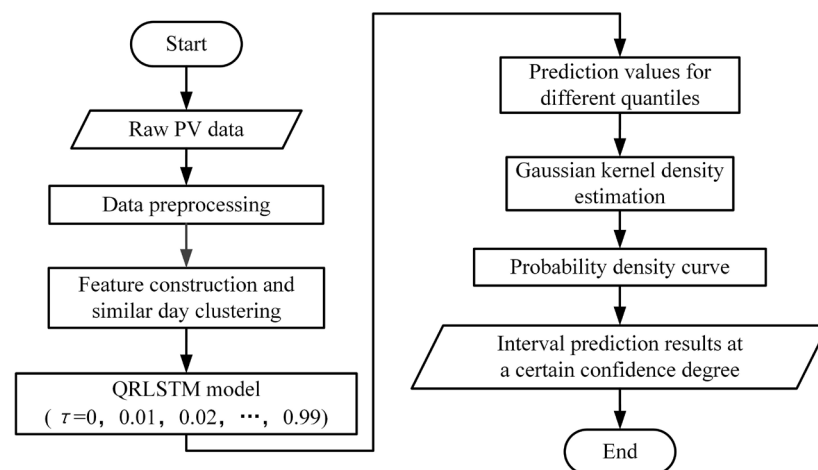 Start
Raw PV data
Data preprocessing
Feature construction and
similar day clustering
QRLSTM model
( τ=0, 0.01, 0.02, ···, 0.99)
Prediction values for
different quantiles
Gaussian kernel density
estimation
Probability density curve
Interval prediction results at
a certain confidence degree
End